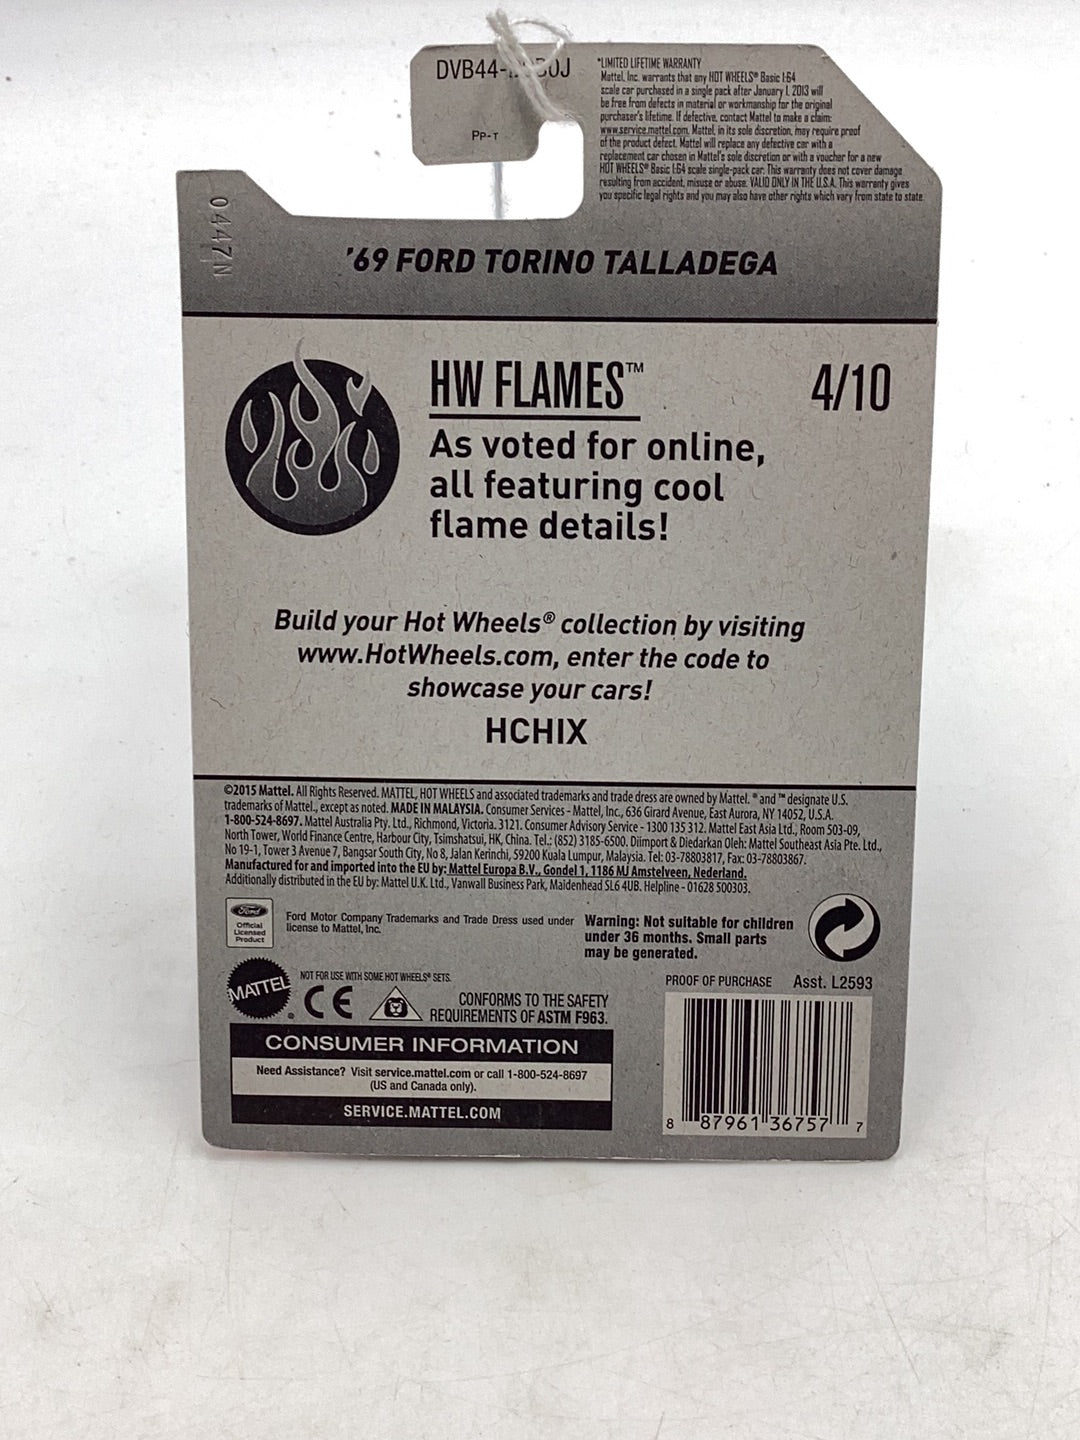 DVB44-
PP-T
*LIMITED LIFETIME WARRANTY
Mattel, Inc. warrants that any HOT WHEELS® Basic 1:64
scale car purchased in a single pack after January 1, 2013 will
be free from defects in material or workmanship for the original
purchaser's lifetime. If defective, contact Mattel to make a claim:
www.service.mattel.com. Mattel, in its sole discretion, may require proof
of the product defect. Mattel will replace any defective car with a
replacement car chosen in Mattel's sole discretion or with a voucher for a new
HOT WHEELS® Basic 1:64 scale single-pack car. This warranty does not cover damage
resulting from accident, misuse or abuse. VALID ONLY IN THE U.S.A. This warranty gives
you specific legal rights and you may also have other rights which vary from state to state.
0447N
'69 FORD TORINO TALLADEGA
HW FLAMES™
4/10
As voted for online,
all featuring cool
flame details!
Build your Hot Wheels® collection by visiting
www.HotWheels.com, enter the code to
showcase your cars!
HCHIX
©2015 Mattel. All Rights Reserved. MATTEL, HOT WHEELS and associated trademarks and trade dress are owned by Mattel. ® and ™ designate U.S.
trademarks of Mattel., except as noted. MADE IN MALAYSIA. Consumer Services - Mattel, Inc., 636 Girard Avenue, East Aurora, NY 14052, U.S.A.
1-800-524-8697. Mattel Australia Pty. Ltd., Richmond, Victoria. 3121. Consumer Advisory Service - 1300 135 312. Mattel East Asia Ltd., Room 503-09,
North Tower, World Finance Centre, Harbour City, Tsimshatsui, HK, China. Tel.: (852) 3185-6500. Diimport & Diedarkan Oleh: Mattel Southeast Asia Pte. Ltd.,
No 19-1, Tower 3 Avenue 7, Bangsar South City, No 8, Jalan Kerinchi, 59200 Kuala Lumpur, Malaysia. Tel: 03-78803817, Fax: 03-78803867.
Manufactured for and imported into the EU by: Mattel Europa B.V., Gondel 1, 1186 MJ Amstelveen, Nederland.
Additionally distributed in the EU by: Mattel U.K. Ltd., Vanwall Business Park, Maidenhead SL6 4UB. Helpline - 01628 500303.
Ford
Official
Licensed
Product
Ford Motor Company Trademarks and Trade Dress used under
license to Mattel, Inc.
Warning: Not suitable for children
under 36 months. Small parts
may be generated.
MATTEL®
NOT FOR USE WITH SOME HOT WHEELS® SETS.
CE
CONFORMS TO THE SAFETY
REQUIREMENTS OF ASTM F963.
PROOF OF PURCHASE
Asst. L2593
CONSUMER INFORMATION
Need Assistance? Visit service.mattel.com or call 1-800-524-8697
(US and Canada only).
SERVICE.MATTEL.COM
8 87961 36757 7